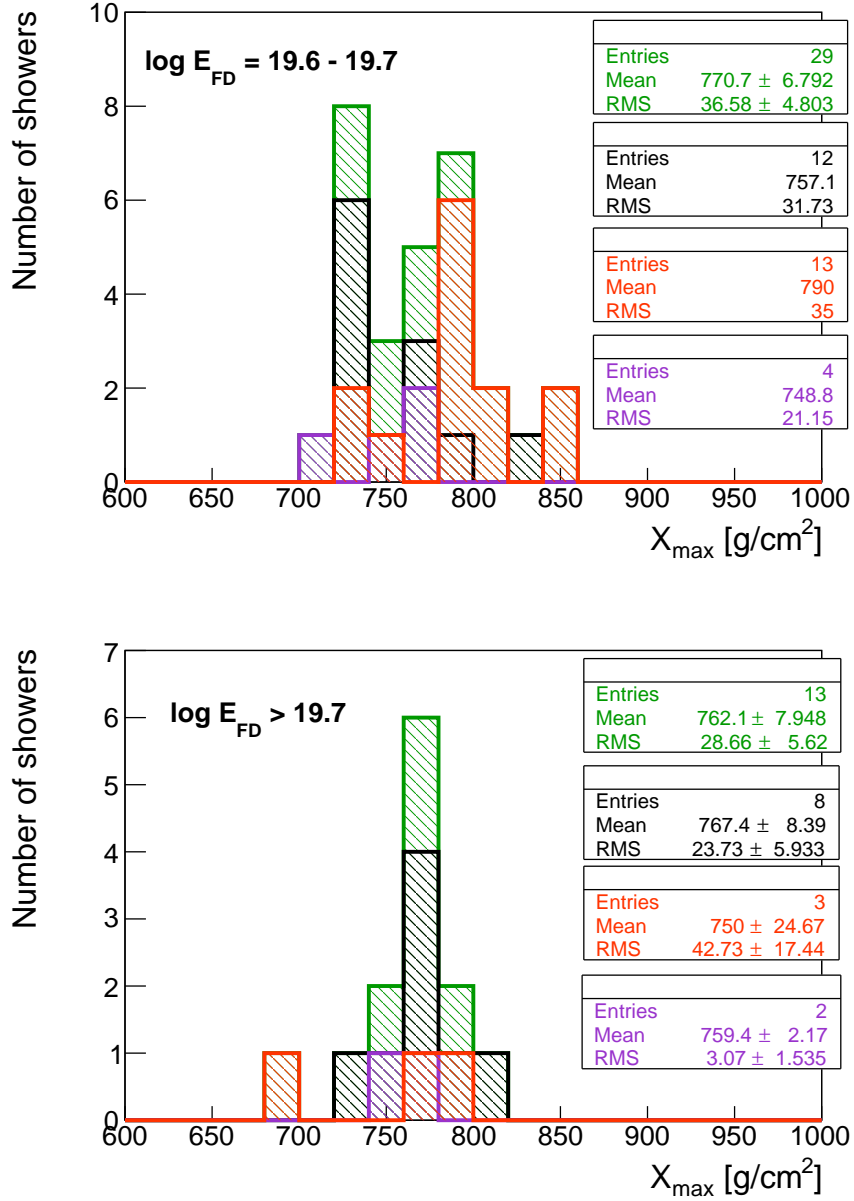 Number of showers
10
8
6
4
2
0
log E_FD = 19.6 - 19.7
Entries 29
Mean 770.7 ± 6.792
RMS 36.58 ± 4.803
Entries 12
Mean 757.1
RMS 31.73
Entries 13
Mean 790
RMS 35
Entries 4
Mean 748.8
RMS 21.15
600 650 700 750 800 850 900 950 1000
X_max [g/cm²]
Number of showers
7
6
5
4
3
2
1
0
log E_FD > 19.7
Entries 13
Mean 762.1 ± 7.948
RMS 28.66 ± 5.62
Entries 8
Mean 767.4 ± 8.39
RMS 23.73 ± 5.933
Entries 3
Mean 750 ± 24.67
RMS 42.73 ± 17.44
Entries 2
Mean 759.4 ± 2.17
RMS 3.07 ± 1.535
600 650 700 750 800 850 900 950 1000
X_max [g/cm²]